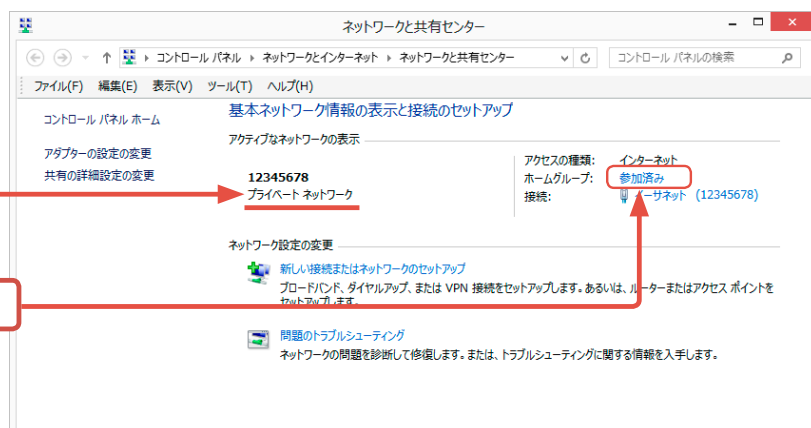 ネットワークと共有センター
コントロール パネル ネットワークとインターネット ネットワークと共有センター コントロール パネルの検索
ファイル(F) 編集(E) 表示(V) ツール(T) ヘルプ(H)
コントロール パネル ホーム
アダプターの設定の変更
共有の詳細設定の変更
基本ネットワーク情報の表示と接続のセットアップ
アクティブなネットワークの表示
12345678
プライベート ネットワーク
アクセスの種類: インターネット
ホームグループ: 参加済み
接続: イーサネット (12345678)
ネットワーク設定の変更
新しい接続またはネットワークのセットアップ
ブロードバンド、ダイヤルアップ、または VPN 接続をセットアップします。あるいは、ルーターまたはアクセス ポイントを
セットアップします。
問題のトラブルシューティング
ネットワークの問題を診断して修復します。または、トラブルシューティングに関する情報を入手します。